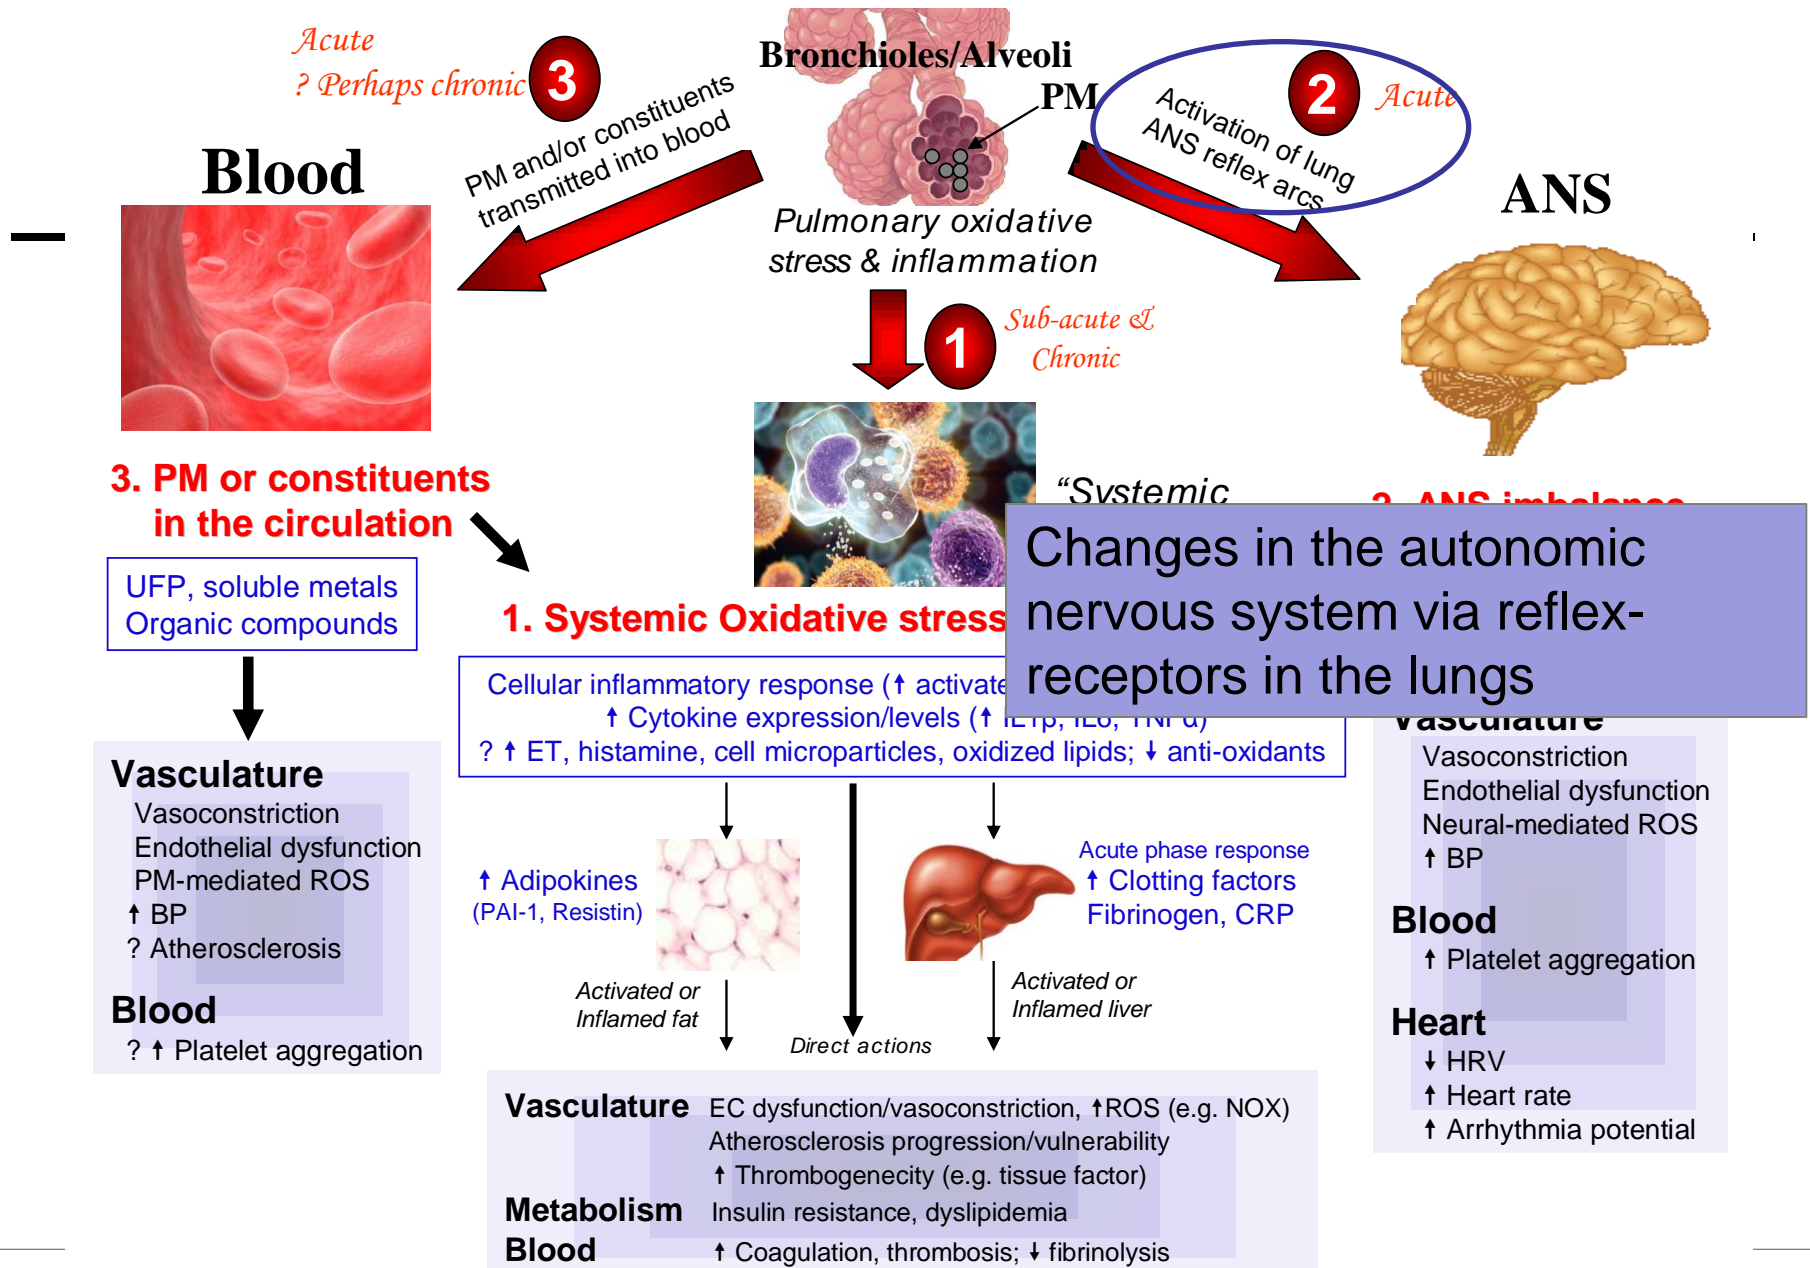 Acute
? Perhaps chronic
3
PM and/or constituents
transmitted into blood
Bronchioles/Alveoli
PM
2
Acute
Activation of lung
ANS reflex arcs
Blood
ANS
Pulmonary oxidative
stress & inflammation
1
Sub-acute &
Chronic
3. PM or constituents
in the circulation
UFP, soluble metals
Organic compounds
Vasculature
Vasoconstriction
Endothelial dysfunction
PM-mediated ROS
↑ BP
? Atherosclerosis
Blood
? ↑ Platelet aggregation
“Systemic
1. Systemic Oxidative stress
Cellular inflammatory response (↑
↑ Cytokine expression/levels (↑ IL1β, IL6, TNFα)
? ↑ ET, histamine, cell microparticles, oxidized lipids; ↓ anti-oxidants
↑ Adipokines
(PAI-1, Resistin)
Activated or
Inflamed fat
Direct actions
Acute phase response
↑ Clotting factors
Fibrinogen, CRP
Activated or
Inflamed liver
Vasculature EC dysfunction/vasoconstriction, ↑ROS (e.g. NOX)
Atherosclerosis progression/vulnerability
↑ Thrombogenecity (e.g. tissue factor)
Metabolism Insulin resistance, dyslipidemia
Blood ↑ Coagulation, thrombosis; ↓ fibrinolysis
2. ANS imbalance
Changes in the autonomic
nervous system via reflex-
receptors in the lungs
Vasculature
Vasoconstriction
Endothelial dysfunction
Neural-mediated ROS
↑ BP
Blood
↑ Platelet aggregation
Heart
↓ HRV
↑ Heart rate
↑ Arrhythmia potential